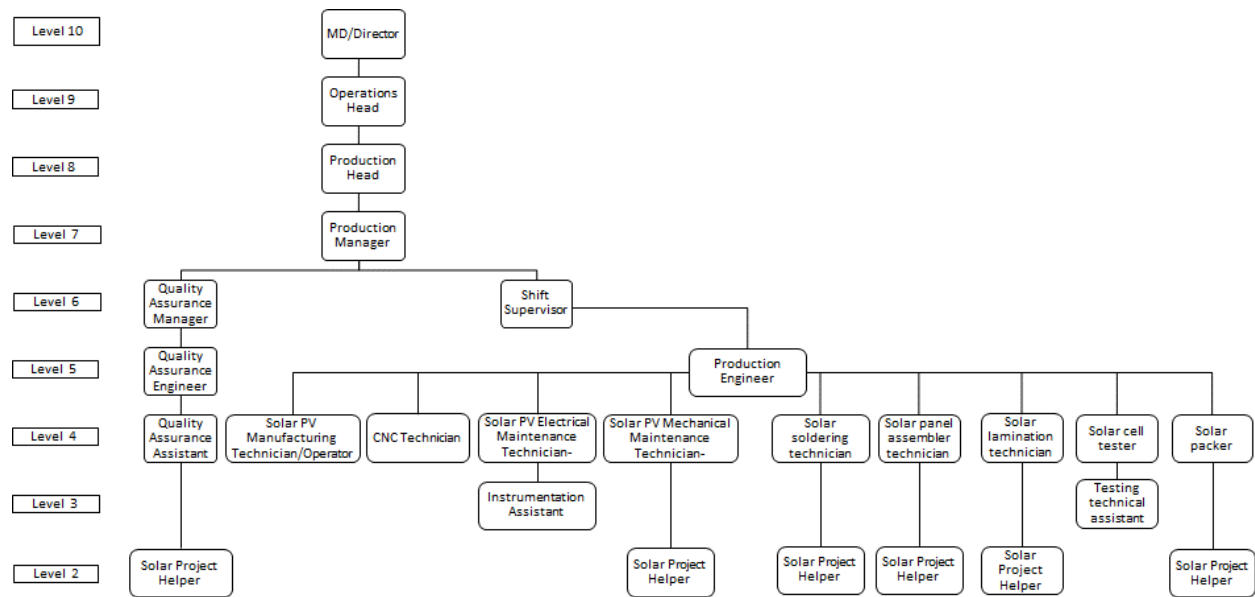 Level 10
MD/Director
Level 9
Operations
Head
Level 8
Production
Head
Level 7
Production
Manager
Level 6
Quality
Assurance
Manager
Shift
Supervisor
Level 5
Quality
Assurance
Engineer
Production
Engineer
Level 4
Quality
Assurance
Assistant
Solar PV
Manufacturing
Technician/Operator
CNC Technician
Solar PV Electrical
Maintenance
Technician-
Solar PV Mechanical
Maintenance
Technician-
Solar
soldering
technician
Solar panel
assembler
technician
Solar
lamination
technician
Solar cell
tester
Solar
packer
Level 3
Instrumentation
Assistant
Testing
technical
assistant
Level 2
Solar Project
Helper
Solar Project
Helper
Solar Project
Helper
Solar Project
Helper
Solar
Project
Helper
Solar Project
Helper